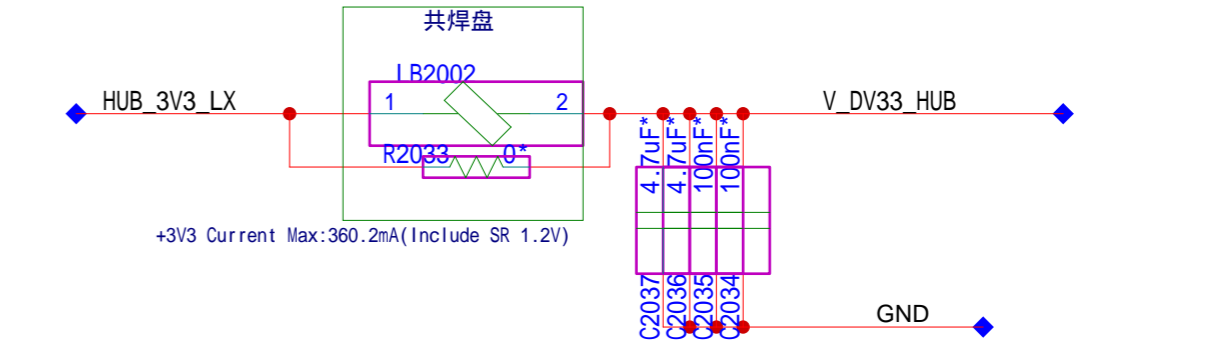 共焊盘
LB2002
HUB_3V3_LX
1
2
V_DV33_HUB
R2033
0*
4.7uF*
4.7uF*
100nF*
100nF*
+3V3 Current Max:360.2mA(Include SR 1.2V)
C2037
C2036
C2035
C2034
GND